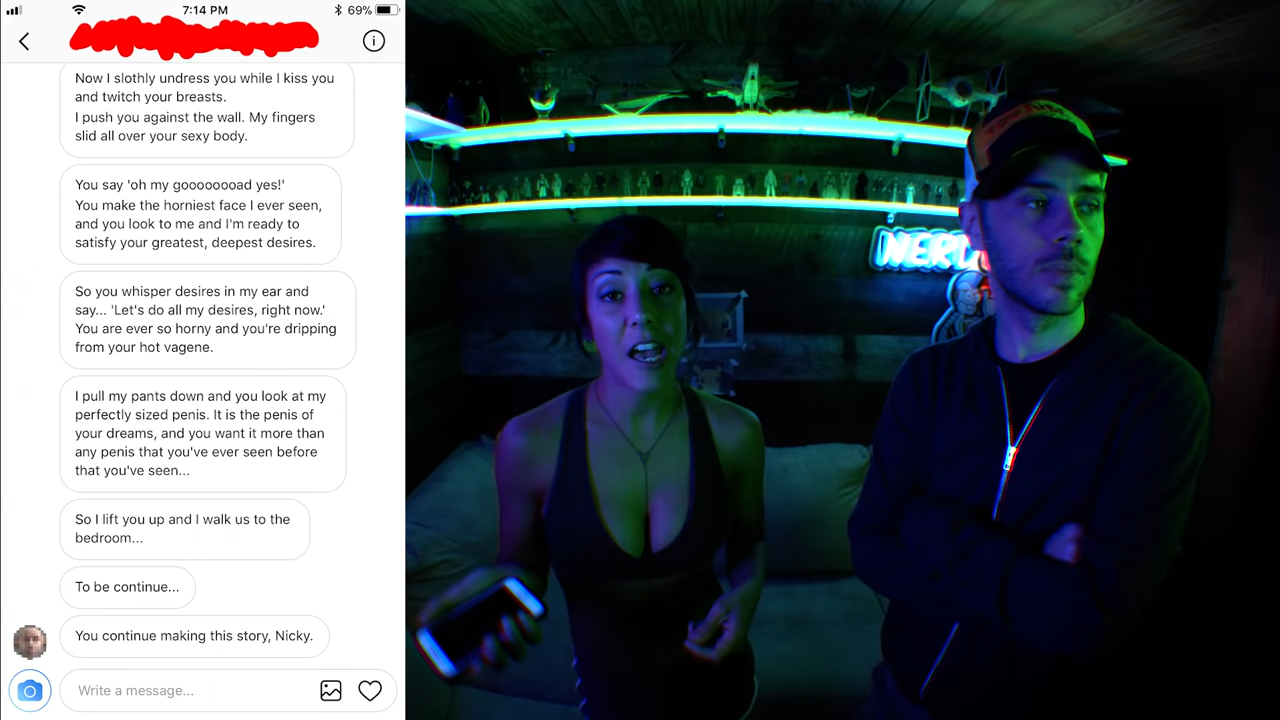 7:14 PM
69%
Now I slothly undress you while I kiss you
and twitch your breasts.
I push you against the wall. My fingers
slid all over your sexy body.
You say 'oh my goooooooad yes!'
You make the horniest face I ever seen,
and you look to me and I'm ready to
satisfy your greatest, deepest desires.
So you whisper desires in my ear and
say... 'Let's do all my desires, right now.'
You are ever so horny and you're dripping
from your hot vagene.
I pull my pants down and you look at my
perfectly sized penis. It is the penis of
your dreams, and you want it more than
any penis that you've ever seen before
that you've seen...
So I lift you up and I walk us to the
bedroom...
To be continue...
You continue making this story, Nicky.
Write a message...
NERD